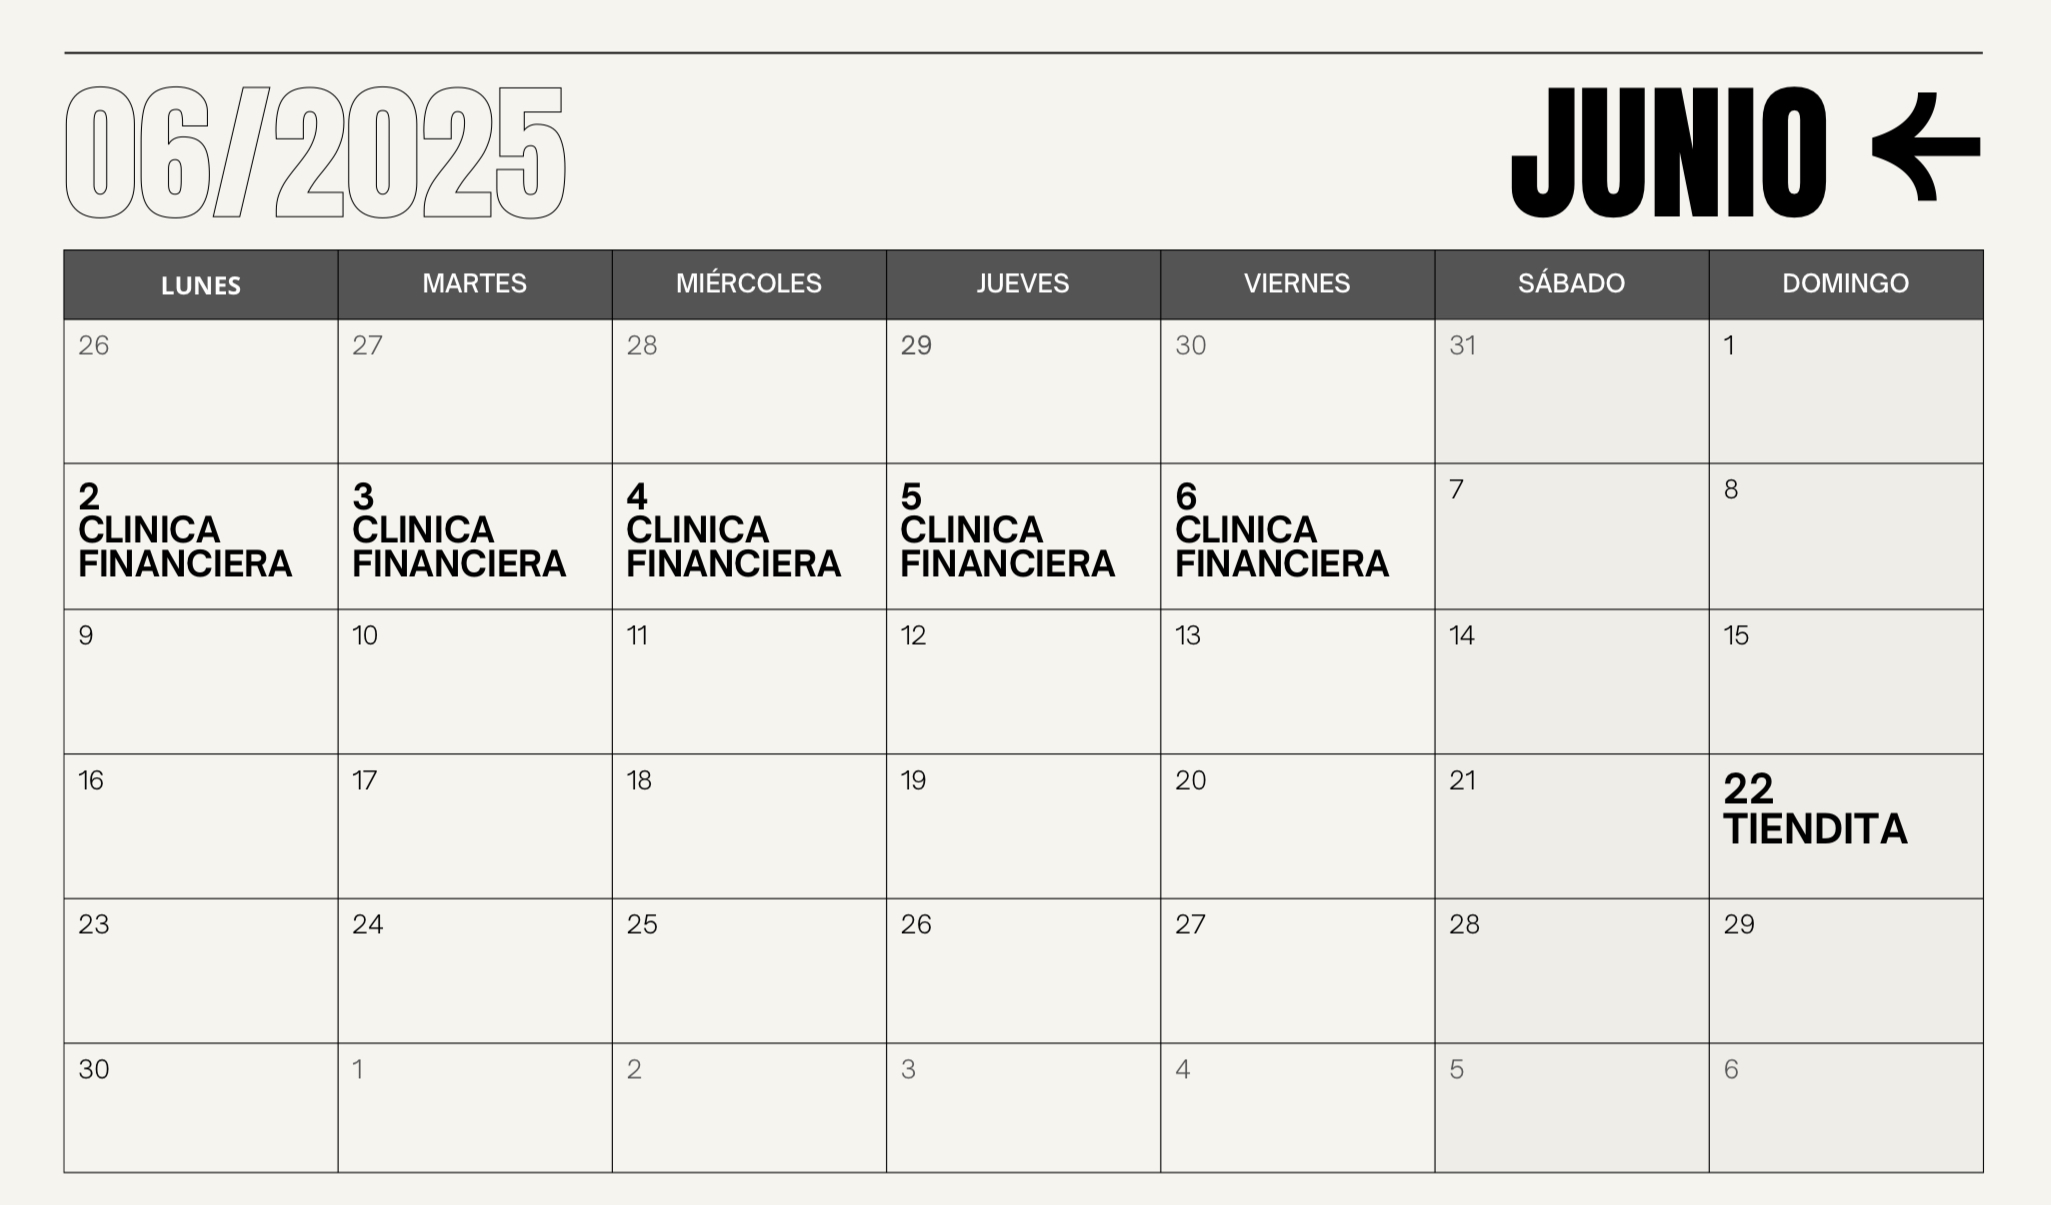 06/2025
JUNIO
LUNES MARTES MIÉRCOLES JUEVES VIERNES SÁBADO DOMINGO
26 27 28 29 30 31 1
2 3 4 5 6 7 8
CLINICA CLINICA CLINICA CLINICA CLINICA
FINANCIERA FINANCIERA FINANCIERA FINANCIERA FINANCIERA
9 10 11 12 13 14 15
16 17 18 19 20 21 22
TIENDITA
23 24 25 26 27 28 29
30 1 2 3 4 5 6